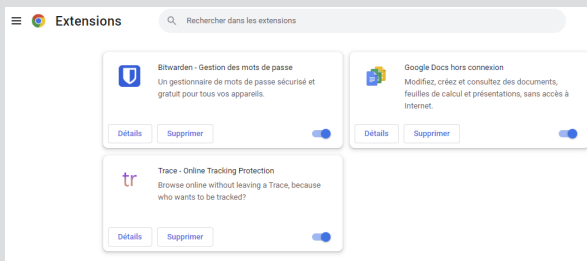 Extensions
Rechercher dans les extensions
Bitwarden - Gestion des mots de passe
Un gestionnaire de mots de passe sécurisé et
gratuit pour tous vos appareils.
Détails
Supprimer
Google Docs hors connexion
Modifiez, créez et consultez des documents,
feuilles de calcul et présentations, sans accès à
Internet.
Détails
Supprimer
tr
Trace - Online Tracking Protection
Browse online without leaving a Trace, because
who wants to be tracked?
Détails
Supprimer